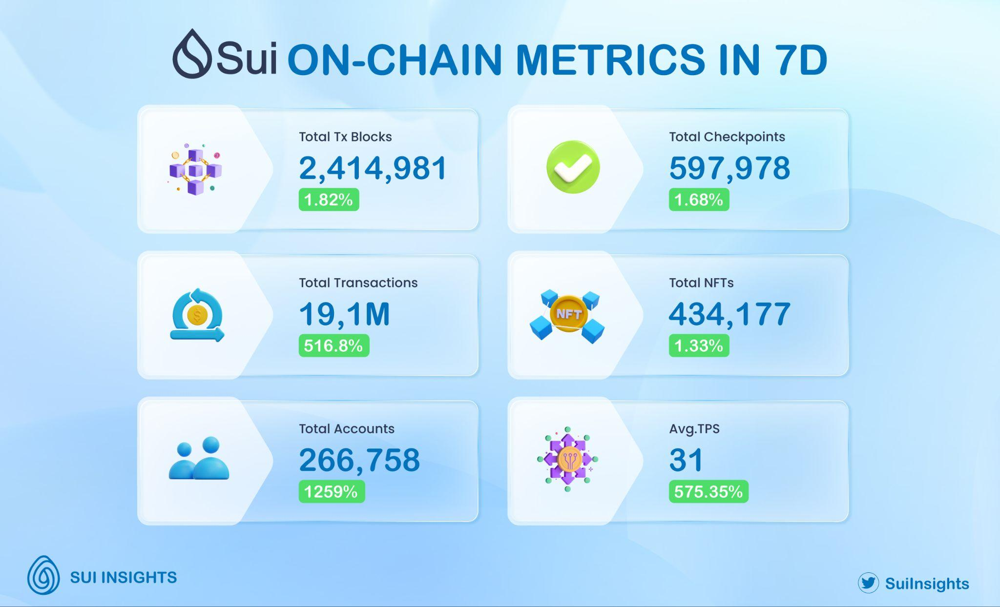 Sui ON-CHAIN METRICS IN 7D
Total Tx Blocks
2,414,981
1.82%
Total Checkpoints
597,978
1.68%
Total Transactions
19,1M
516.8%
Total NFTs
434,177
1.33%
NFT
Total Accounts
266,758
1259%
Avg.TPS
31
575.35%
SUI INSIGHTS
SuiInsights